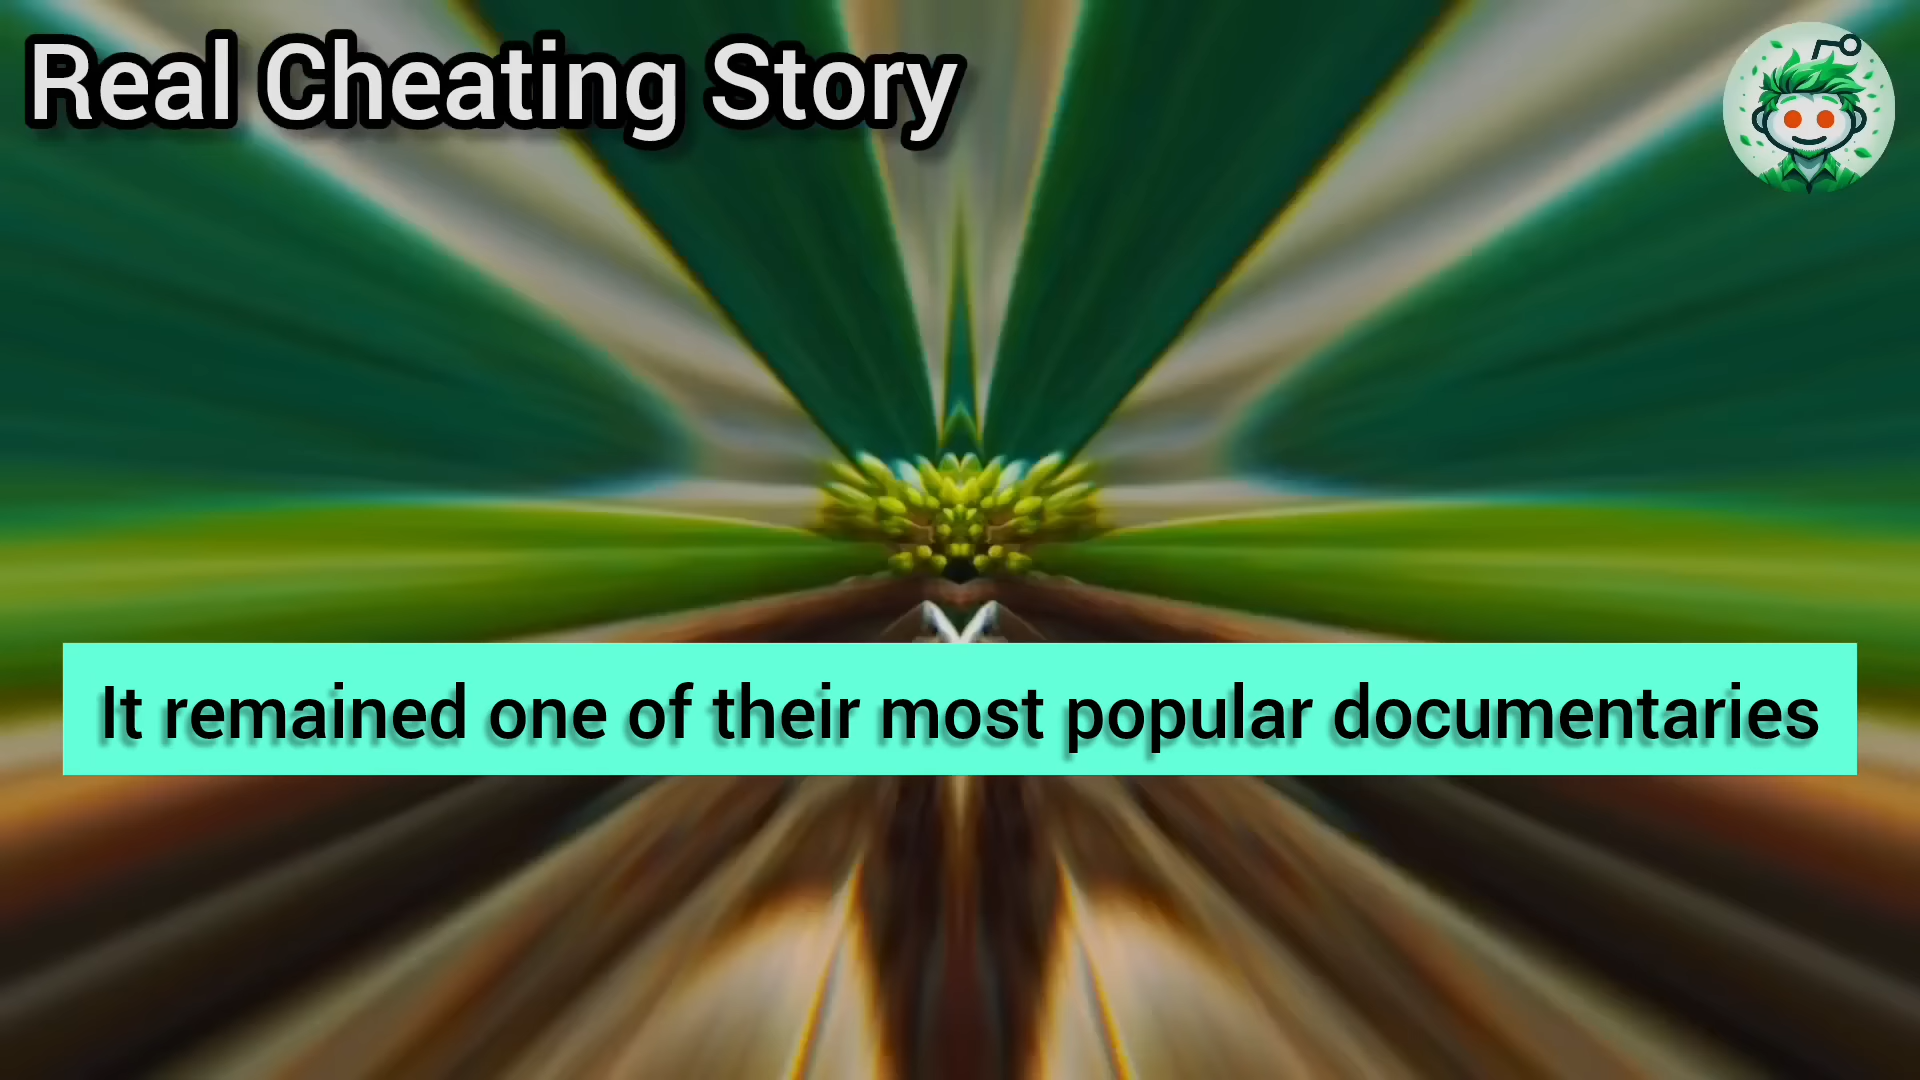 Real Cheating Story
It remained one of their most popular documentaries